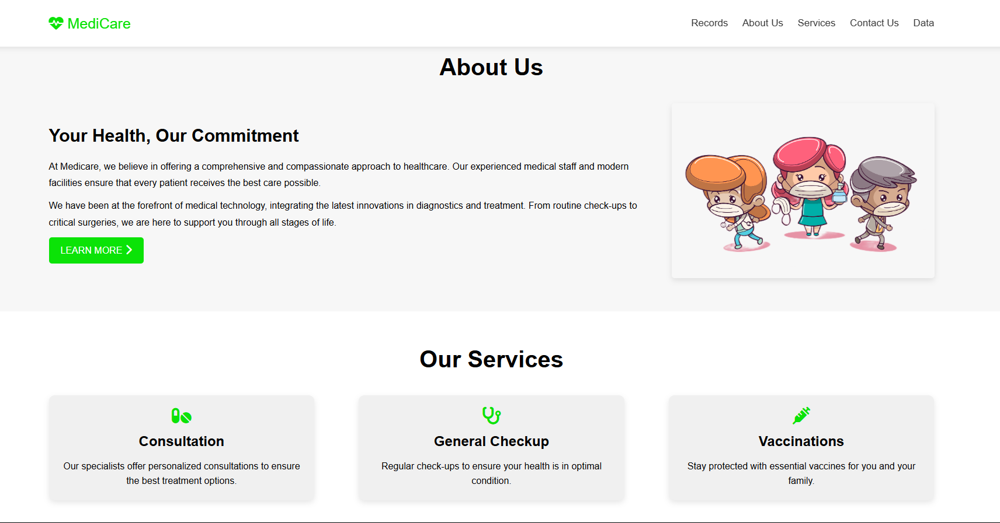 MediCare
Records About Us Services Contact Us Data
About Us
Your Health, Our Commitment
At Medicare, we believe in offering a comprehensive and compassionate approach to healthcare. Our experienced medical staff and modern
facilities ensure that every patient receives the best care possible.
We have been at the forefront of medical technology, integrating the latest innovations in diagnostics and treatment. From routine check-ups to
critical surgeries, we are here to support you through all stages of life.
LEARN MORE
Our Services
Consultation
Our specialists offer personalized consultations to ensure
the best treatment options.
General Checkup
Regular check-ups to ensure your health is in optimal
condition.
Vaccinations
Stay protected with essential vaccines for you and your
family.